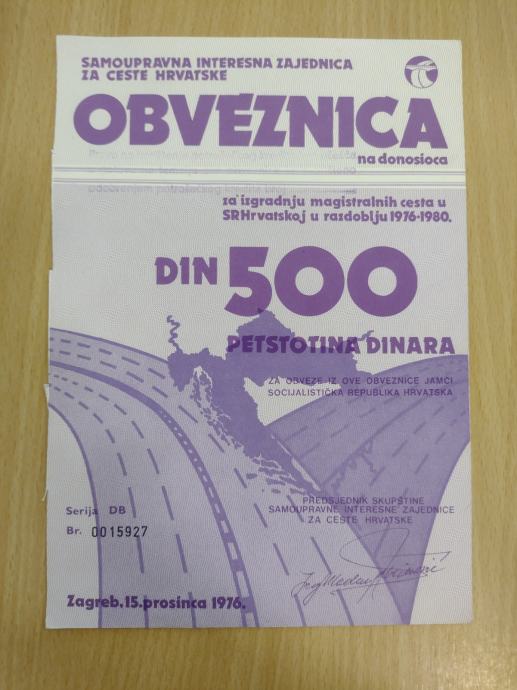 SAMOUPRAVNA INTERESNA ZAJEDNICA
ZA CESTE HRVATSKE
OBVEZNICA
na donosioca
za izgradnju magistralnih cesta u
SRHrvatskoj u razdoblju 1976-1980.
DIN 500
PETSTOTINA DINARA
ZA OBVEZE IZ OVE OBVEZNICE JAMČI
SOCIJALISTIČKA REPUBLIKA HRVATSKA
PREDSJEDNIK SKUPŠTINE
SAMOUPRAVNE INTERESNE ZAJEDNICE
ZA CESTE HRVATSKE
Serija DB
Br. 0015927
Zagreb, 15. prosinca 1976.